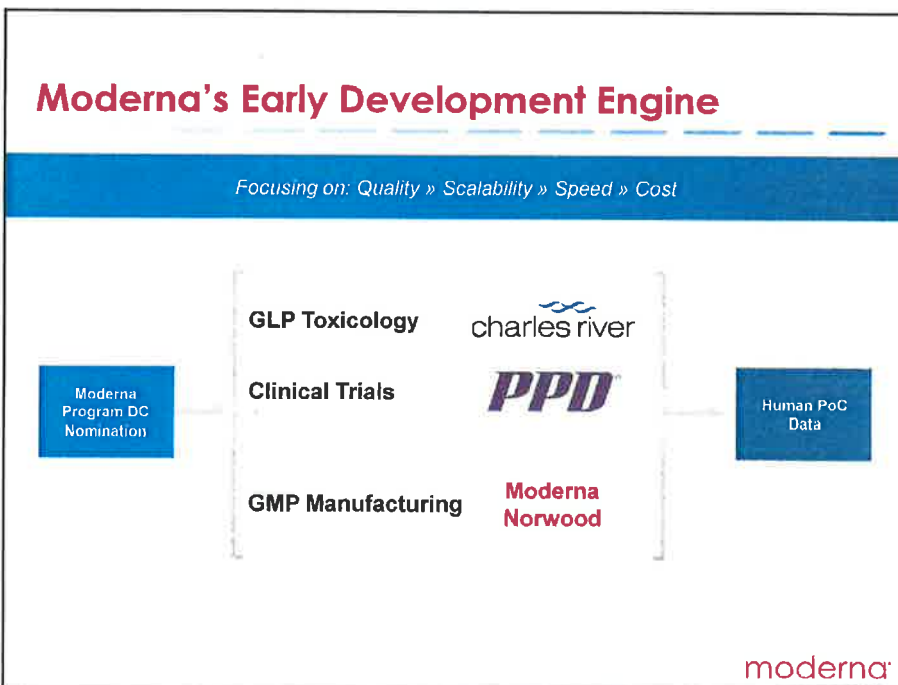 Moderna's Early Development Engine
Focusing on: Quality » Scalability » Speed » Cost
Moderna
Program DC
Nomination
GLP Toxicology
charles river
Clinical Trials
PPD
GMP Manufacturing
Moderna
Norwood
Human PoC
Data
moderna